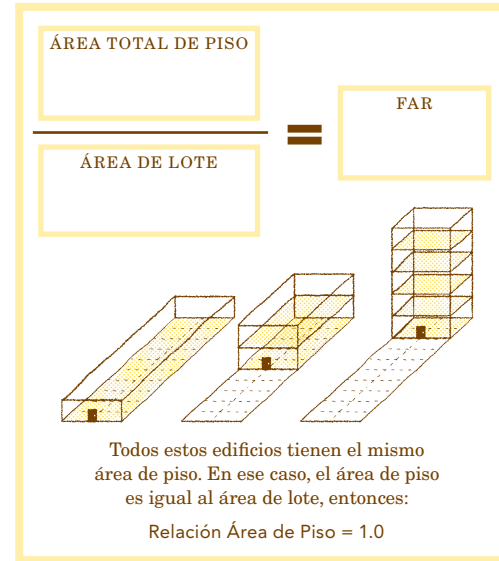 ÁREA TOTAL DE PISO
ÁREA DE LOTE
=
FAR
Todos estos edificios tienen el mismo
área de piso. En ese caso, el área de piso
es igual al área de lote, entonces:
Relación Área de Piso = 1.0